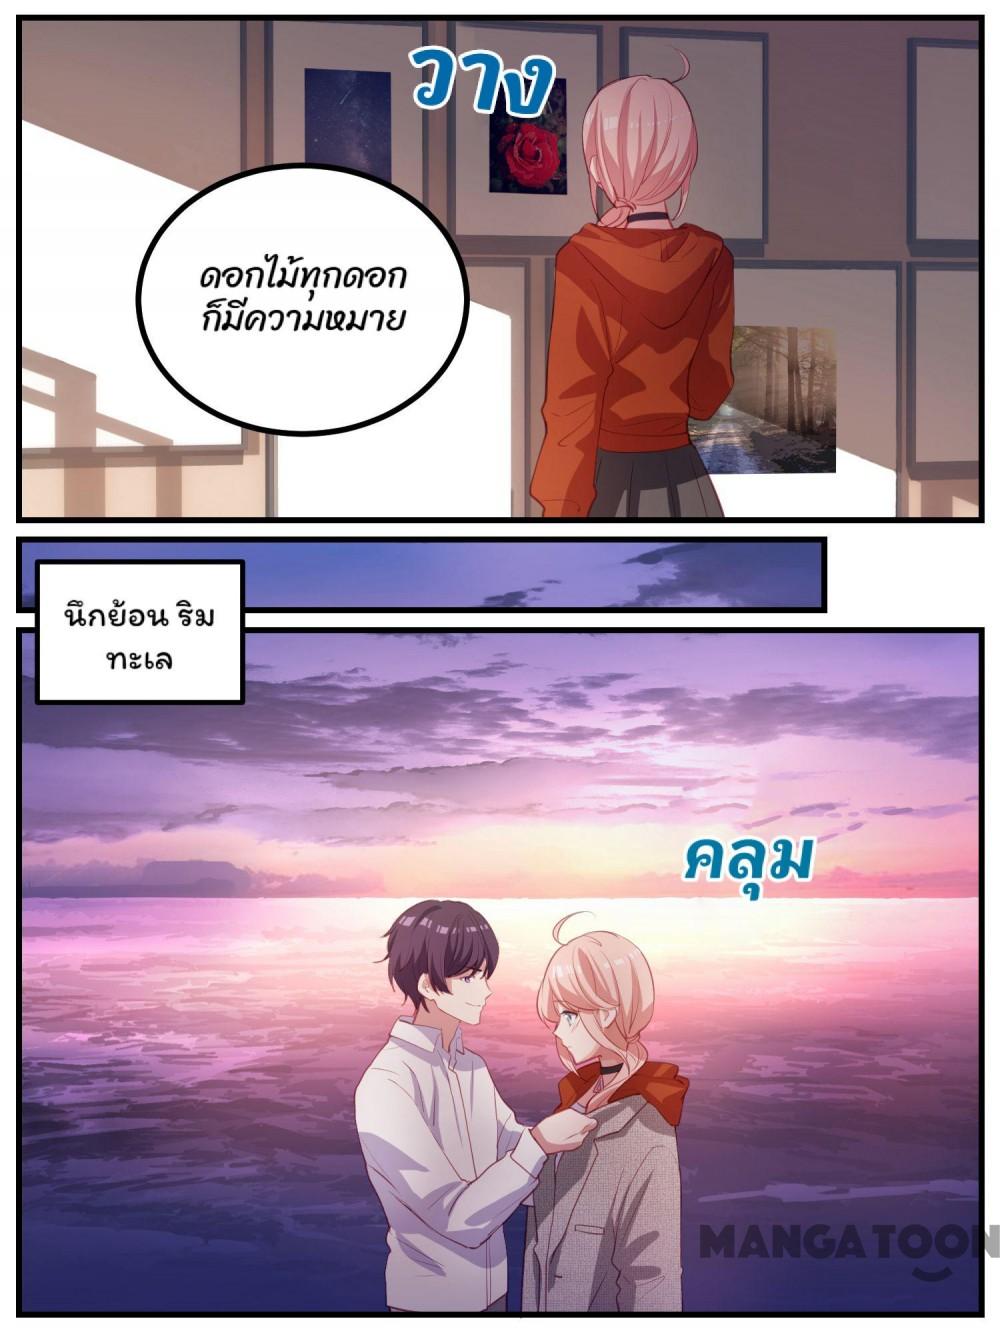 วาง
ดอกไม้ทุกดอก
ก็มีความหมาย
นึกย้อน ริม
ทะเล
คลุม
MANGATOON